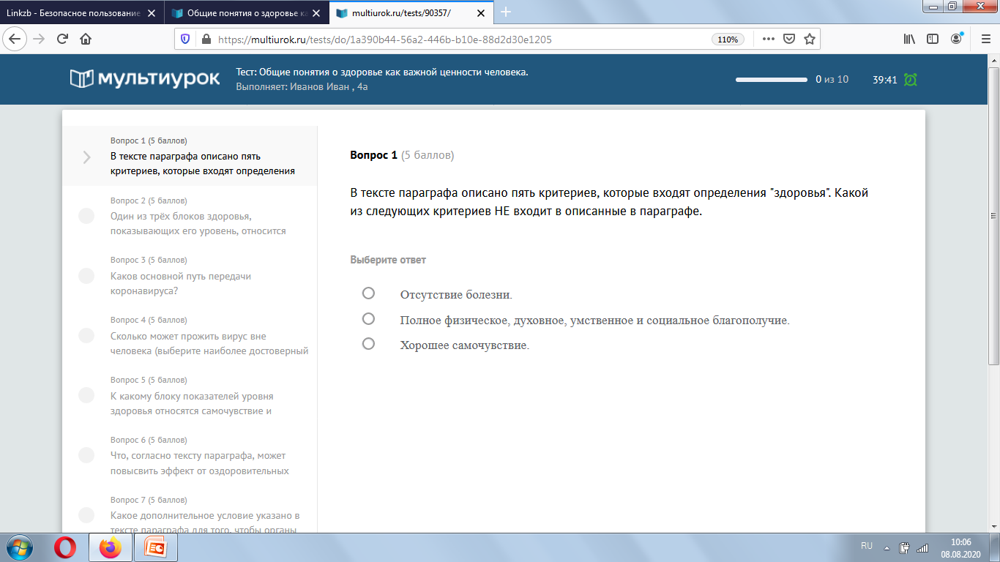 Linkzb - Безопасное пользование
Общие понятия о здоровье ка
multiurok.ru/tests/90357/
https://multiurok.ru/tests/do/1a390b44-56a2-446b-b10e-88d2d30e1205
110%
мультиурок
Тест: Общие понятия о здоровье как важной ценности человека.
Выполняет: Иванов Иван , 4а
0 из 10
39:41
Вопрос 1 (5 баллов)
В тексте параграфа описано пять
критериев, которые входят определения
Вопрос 2 (5 баллов)
Один из трёх блоков здоровья,
показывающих его уровень, относится
Вопрос 3 (5 баллов)
Каков основной путь передачи
коронавируса?
Вопрос 4 (5 баллов)
Сколько может прожить вирус вне
человека (выберите наиболее достоверный
Вопрос 5 (5 баллов)
К какому блоку показателей уровня
здоровья относятся самочувствие и
Вопрос 6 (5 баллов)
Что, согласно тексту параграфа, может
повысвить эффект от оздоровительных
Вопрос 7 (5 баллов)
Какое дополнительное условие указано в
тексте параграфа для того, чтобы органы
Вопрос 1 (5 баллов)
В тексте параграфа описано пять критериев, которые входят определения "здоровья". Какой
из следующих критериев НЕ входит в описанные в параграфе.
Выберите ответ
Отсутствие болезни.
Полное физическое, духовное, умственное и социальное благополучие.
Хорошее самочувствие.
RU
10:06
08.08.2020